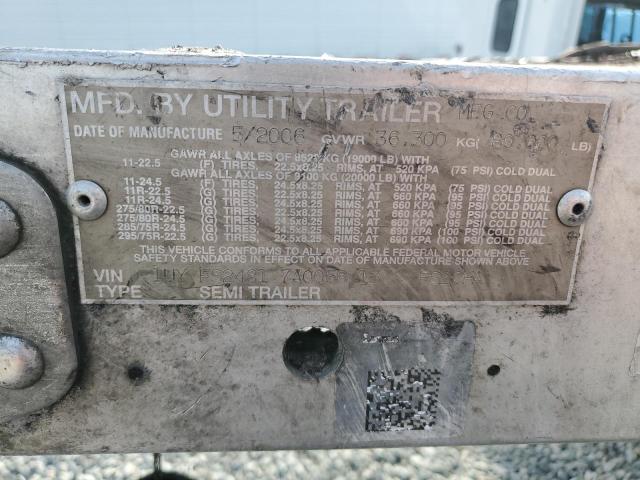 MFD. BY UTILITY TRAILER MFG. CO.
DATE OF MANUFACTURE 5/2006 GVWR 36,300 KG( LB)
GAWR ALL AXLES OF 8521 KG (19000 LB) WITH
11-22.5 (F) TIRES, 22.5x8.25 RIMS, AT 520 KPA (75 PSI) COLD DUAL
GAWR ALL AXLES OF 9100 KG (20000 LB) WITH
11-24.5 (F) TIRES, 24.5x8.25 RIMS, AT 520 KPA (75 PSI) COLD DUAL
11R-22.5 (G) TIRES, 22.5x8.25 RIMS, AT 660 KPA (95 PSI) COLD DUAL
11R-24.5 (G) TIRES, 24.5x8.25 RIMS, AT 660 KPA (95 PSI) COLD DUAL
275/80R-22.5 (G) TIRES, 22.5x8.25 RIMS, AT 660 KPA (95 PSI) COLD DUAL
275/80R-24.5 (G) TIRES, 24.5x8.25 RIMS, AT 660 KPA (95 PSI) COLD DUAL
285/75R-24.5 (G) TIRES, 24.5x8.25 RIMS, AT 690 KPA (100 PSI) COLD DUAL
295/75R-22.5 (G) TIRES, 22.5x8.25 RIMS, AT 690 KPA (100 PSI) COLD DUAL
THIS VEHICLE CONFORMS TO ALL APPLICABLE FEDERAL MOTOR VEHICLE
SAFETY STANDARDS IN EFFECT ON DATE OF MANUFACTURE SHOWN ABOVE
VIN
TYPE SEMI TRAILER